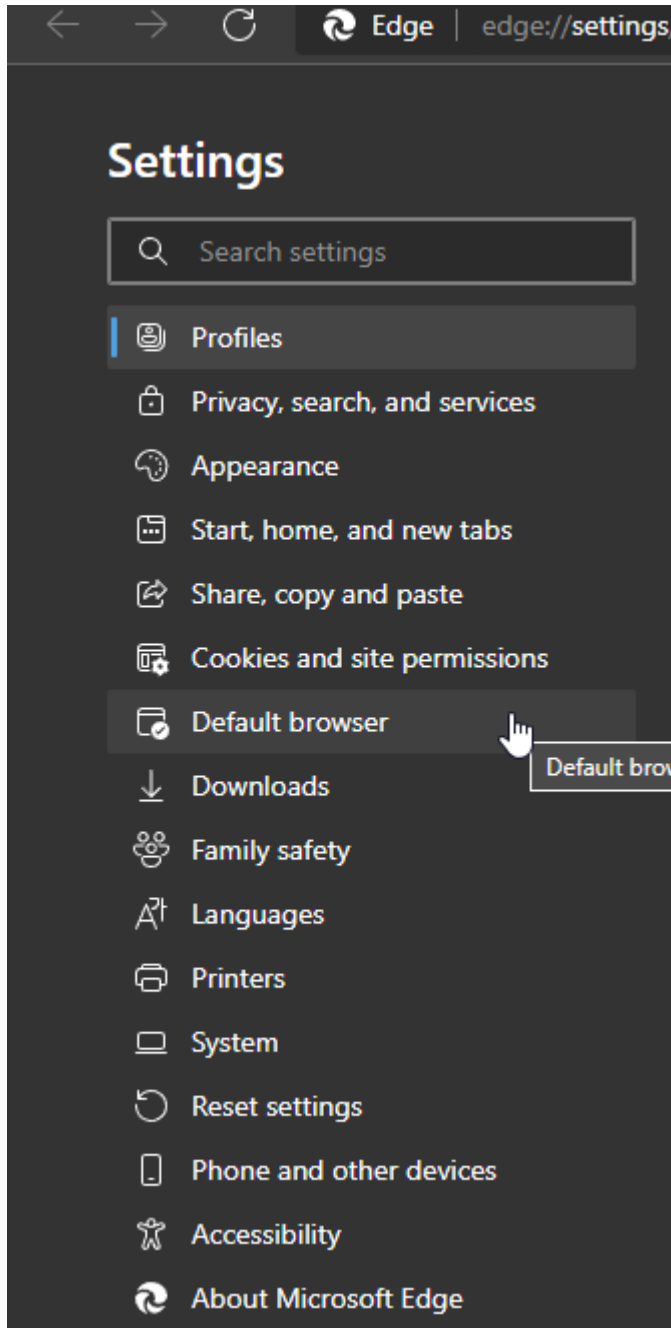 Edge | edge://settings/
Settings
Search settings
Profiles
Privacy, search, and services
Appearance
Start, home, and new tabs
Share, copy and paste
Cookies and site permissions
Default browser
Default brow
Downloads
Family safety
Languages
Printers
System
Reset settings
Phone and other devices
Accessibility
About Microsoft Edge